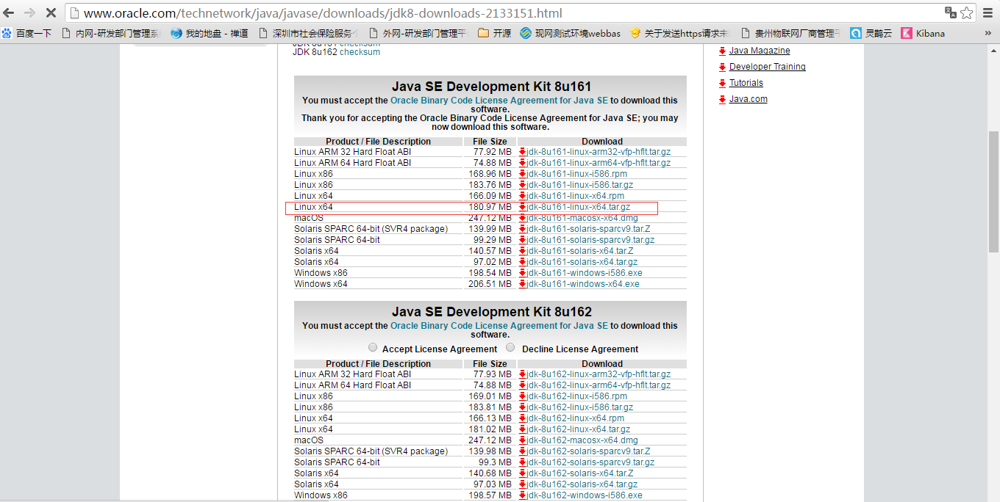 www.oracle.com/technetwork/java/javase/downloads/jdk8-downloads-2133151.html
百度一下 内网-研发部门管理系 我的地盘 - 禅道 深圳市社会保险服务 外网-研发部门管理平 开源 现网测试环境webbas 关于发送https请求未 贵州物联网厂商管理平 灵鹊云 Kibana »
JDK 8u161 checksum
JDK 8u162 checksum
Java Magazine
Developer Training
Tutorials
Java.com
Java SE Development Kit 8u161
You must accept the Oracle Binary Code License Agreement for Java SE to download this
software.
Thank you for accepting the Oracle Binary Code License Agreement for Java SE; you may
now download this software.
Product / File Description File Size Download
Linux ARM 32 Hard Float ABI 77.92 MB jdk-8u161-linux-arm32-vfp-hflt.tar.gz
Linux ARM 64 Hard Float ABI 74.88 MB jdk-8u161-linux-arm64-vfp-hflt.tar.gz
Linux x86 168.96 MB jdk-8u161-linux-i586.rpm
Linux x86 183.76 MB jdk-8u161-linux-i586.tar.gz
Linux x64 166.09 MB jdk-8u161-linux-x64.rpm
Linux x64 180.97 MB jdk-8u161-linux-x64.tar.gz
macOS 247.12 MB jdk-8u161-macosx-x64.dmg
Solaris SPARC 64-bit (SVR4 package) 139.99 MB jdk-8u161-solaris-sparcv9.tar.Z
Solaris SPARC 64-bit 99.29 MB jdk-8u161-solaris-sparcv9.tar.gz
Solaris x64 140.57 MB jdk-8u161-solaris-x64.tar.Z
Solaris x64 97.02 MB jdk-8u161-solaris-x64.tar.gz
Windows x86 198.54 MB jdk-8u161-windows-i586.exe
Windows x64 206.51 MB jdk-8u161-windows-x64.exe
Java SE Development Kit 8u162
You must accept the Oracle Binary Code License Agreement for Java SE to download this
software.
Accept License Agreement Decline License Agreement
Product / File Description File Size Download
Linux ARM 32 Hard Float ABI 77.93 MB jdk-8u162-linux-arm32-vfp-hflt.tar.gz
Linux ARM 64 Hard Float ABI 74.88 MB jdk-8u162-linux-arm64-vfp-hflt.tar.gz
Linux x86 169.01 MB jdk-8u162-linux-i586.rpm
Linux x86 183.81 MB jdk-8u162-linux-i586.tar.gz
Linux x64 166.13 MB jdk-8u162-linux-x64.rpm
Linux x64 181.02 MB jdk-8u162-linux-x64.tar.gz
macOS 247.12 MB jdk-8u162-macosx-x64.dmg
Solaris SPARC 64-bit (SVR4 package) 139.98 MB jdk-8u162-solaris-sparcv9.tar.Z
Solaris SPARC 64-bit 99.3 MB jdk-8u162-solaris-sparcv9.tar.gz
Solaris x64 140.68 MB jdk-8u162-solaris-x64.tar.Z
Solaris x64 97.03 MB jdk-8u162-solaris-x64.tar.gz
Windows x86 198.57 MB jdk-8u162-windows-i586.exe